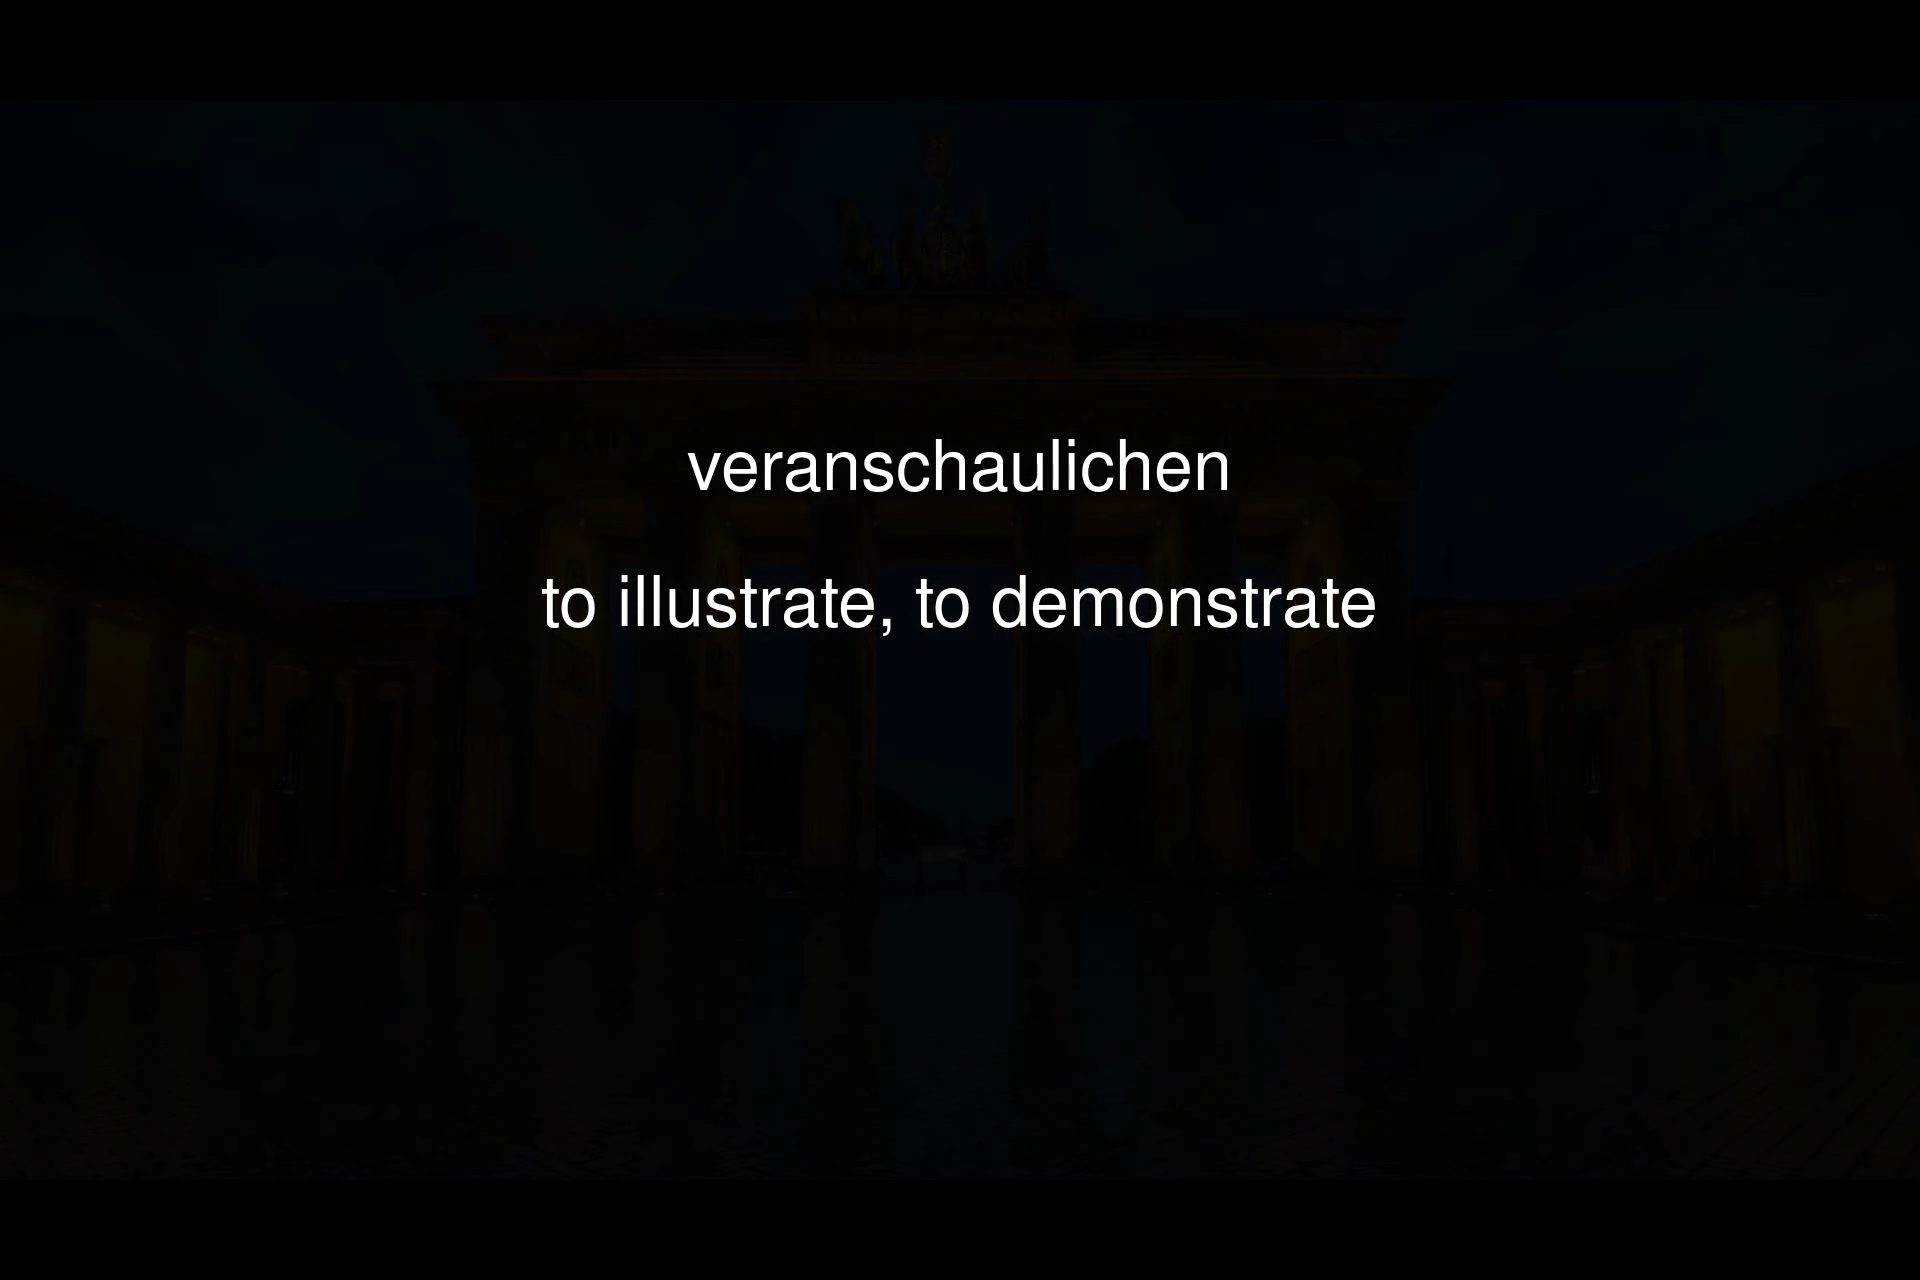 veranschaulichen
to illustrate, to demonstrate